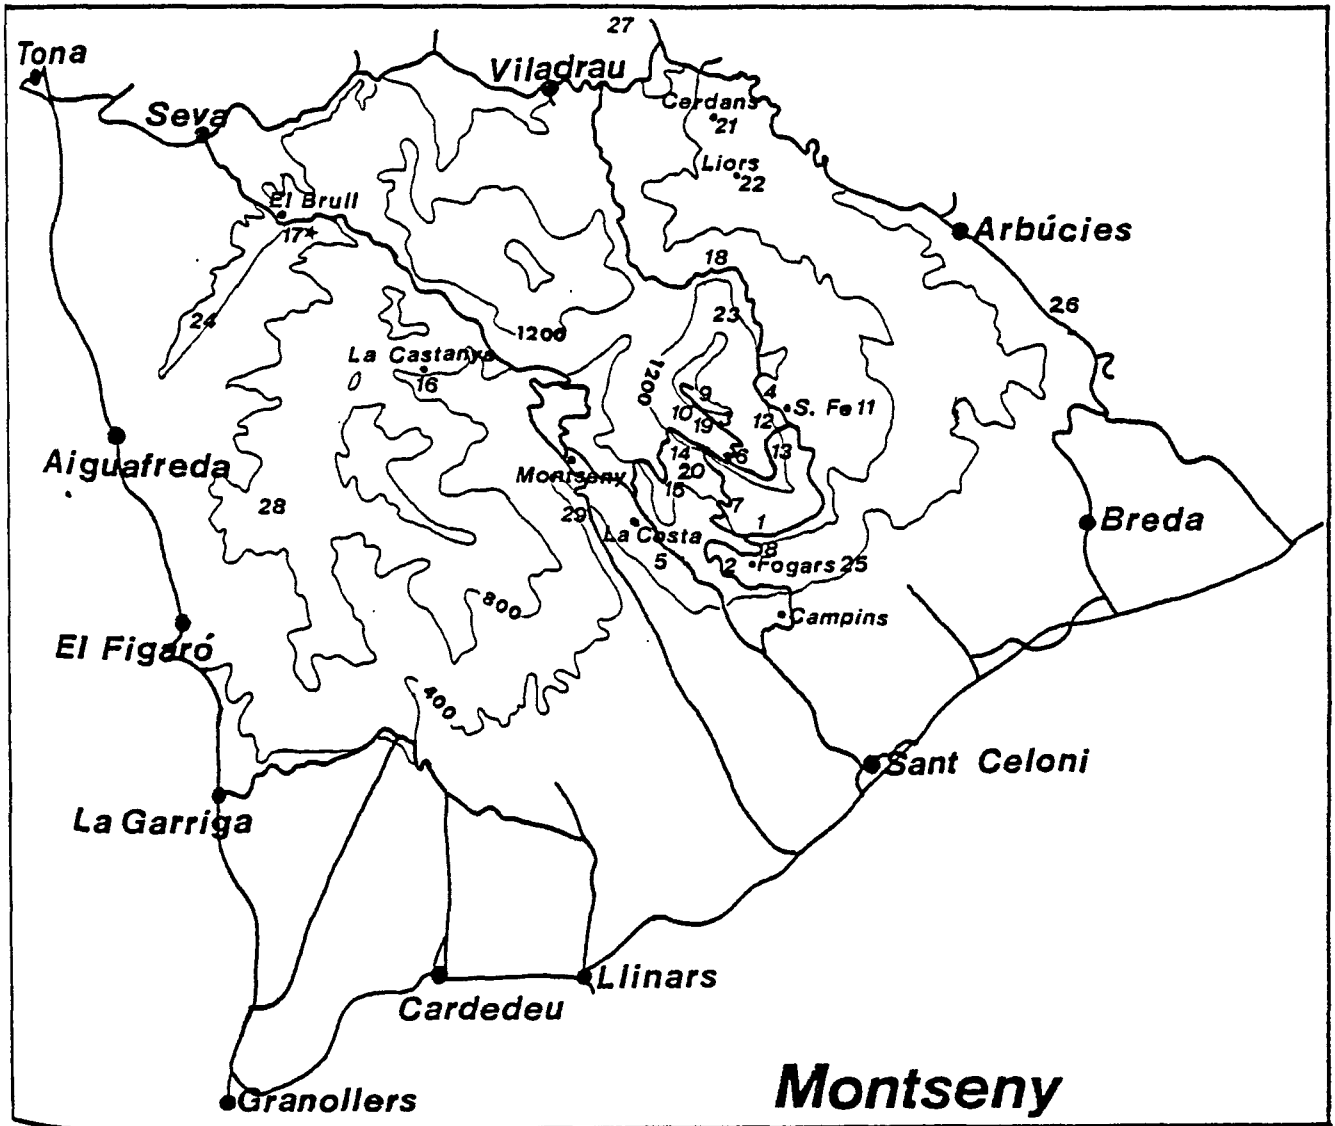 27
Tona
Viladrau
Cerdans
21
Seva
Liors
22
El Brull
17
Arbúcies
18
23
26
24
1200
La Castanya
16
1200
9
4
S. Fe 11
10
12
19
14
6
13
Aiguafreda
Montseny
20
15
28
7
29
1
La Costa
Breda
8
5
2
Fogars 25
800
Campins
El Figaró
400
Sant Celoni
La Garriga
Llinars
Cardedeu
Montseny
Granollers